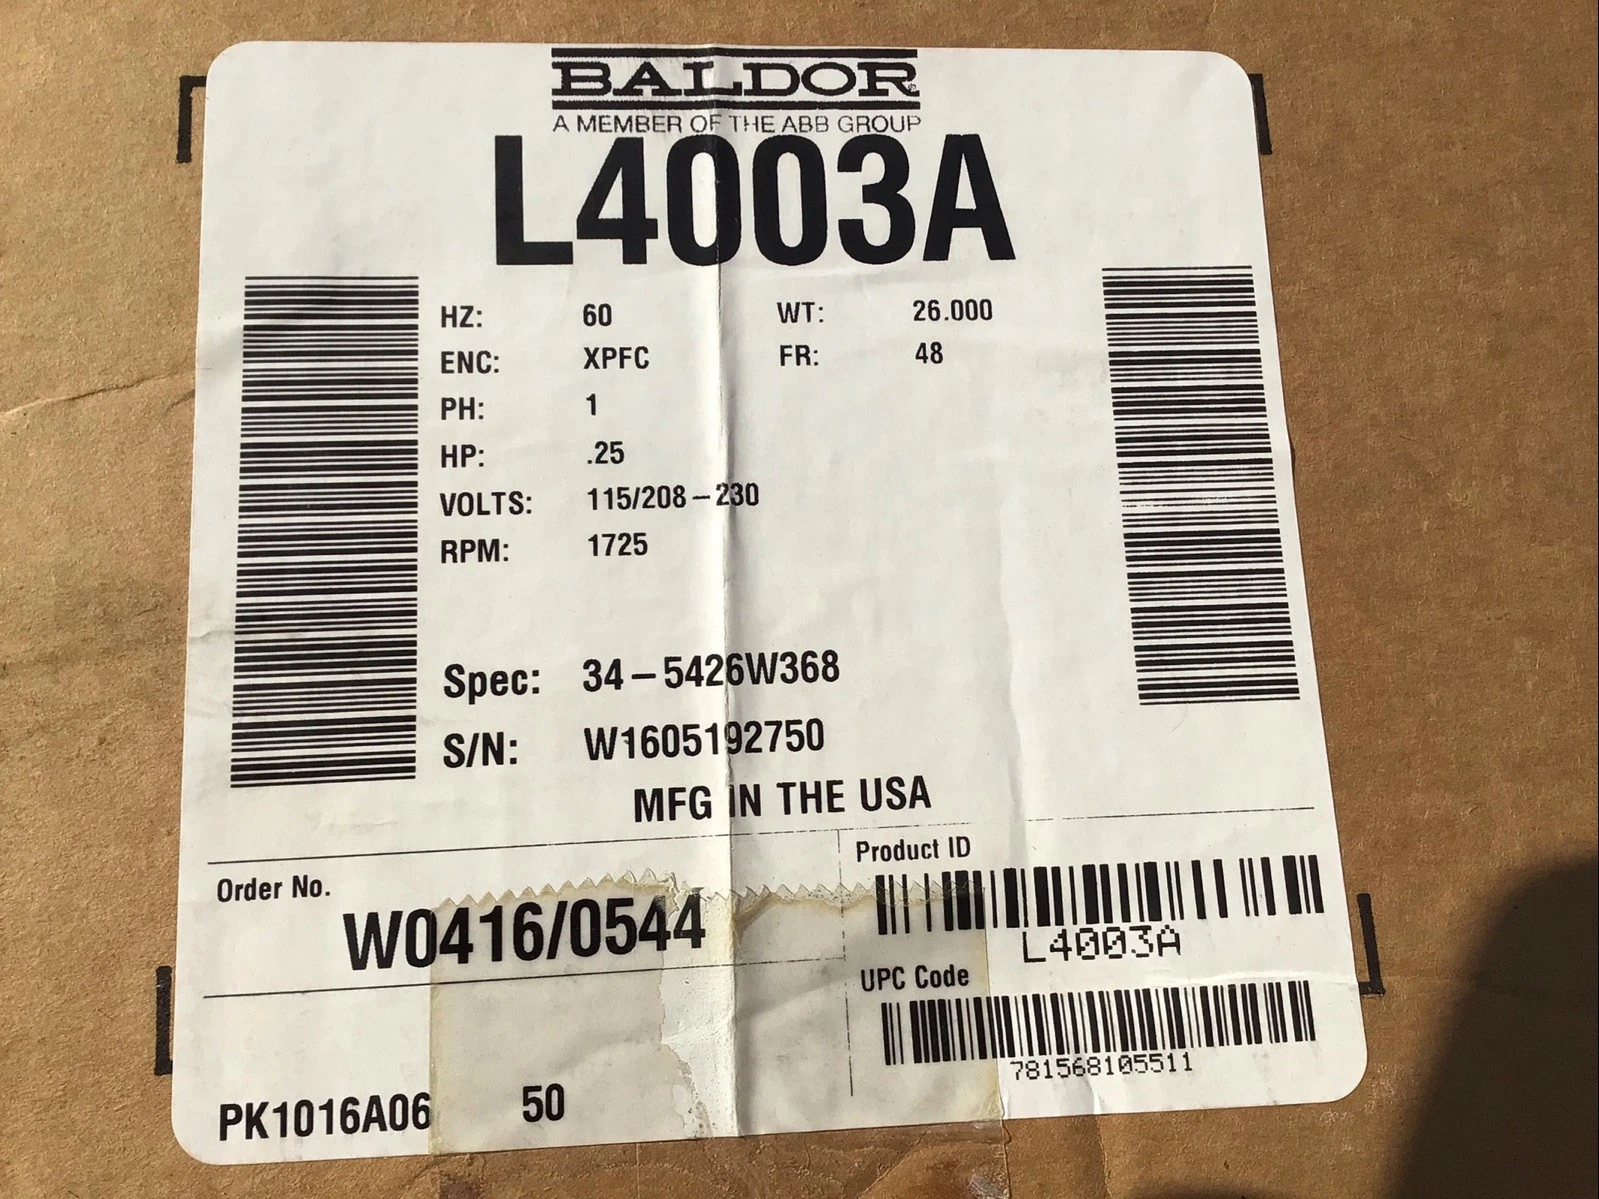 BALDOR
A MEMBER OF THE ABB GROUP
L4003A
HZ: 60 WT: 26.000
ENC: XPFC FR: 48
PH: 1
HP: .25
VOLTS: 115/208-230
RPM: 1725
Spec: 34-5426W368
S/N: W1605192750
MFG IN THE USA
Order No.
W0416/0544
Product ID
L4003A
UPC Code
781568105511
PK1016A06 50